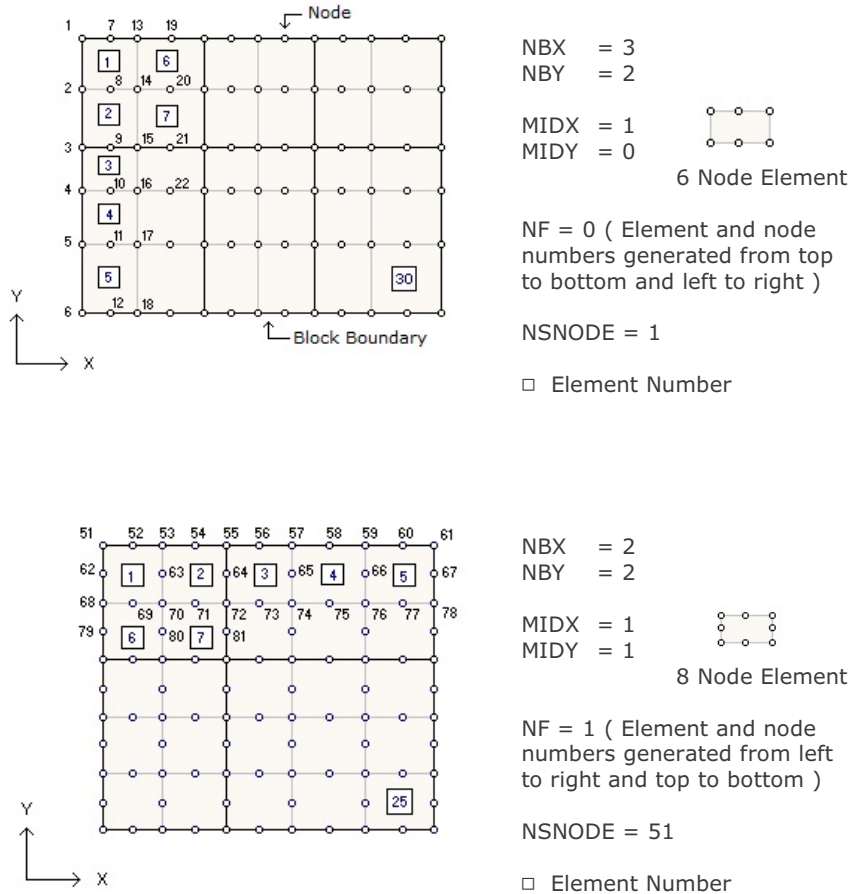 Node
1 7 13 19
1 6
8 14 20
2
2 7
9 15 21
3
3
10 16 22
4
4
11 17
5
5 30
12 18
6
Block Boundary
Y
X
NBX = 3
NBY = 2
MIDX = 1
MIDY = 0
6 Node Element
NF = 0 ( Element and node
numbers generated from top
to bottom and left to right )
NSNODE = 1
□ Element Number
51 52 53 54 55 56 57 58 59 60 61
62 1 63 2 64 3 65 4 66 5 67
68
69 70 71 72 73 74 75 76 77 78
79 6 80 7 81
25
Y
X
NBX = 2
NBY = 2
MIDX = 1
MIDY = 1
8 Node Element
NF = 1 ( Element and node
numbers generated from left
to right and top to bottom )
NSNODE = 51
□ Element Number